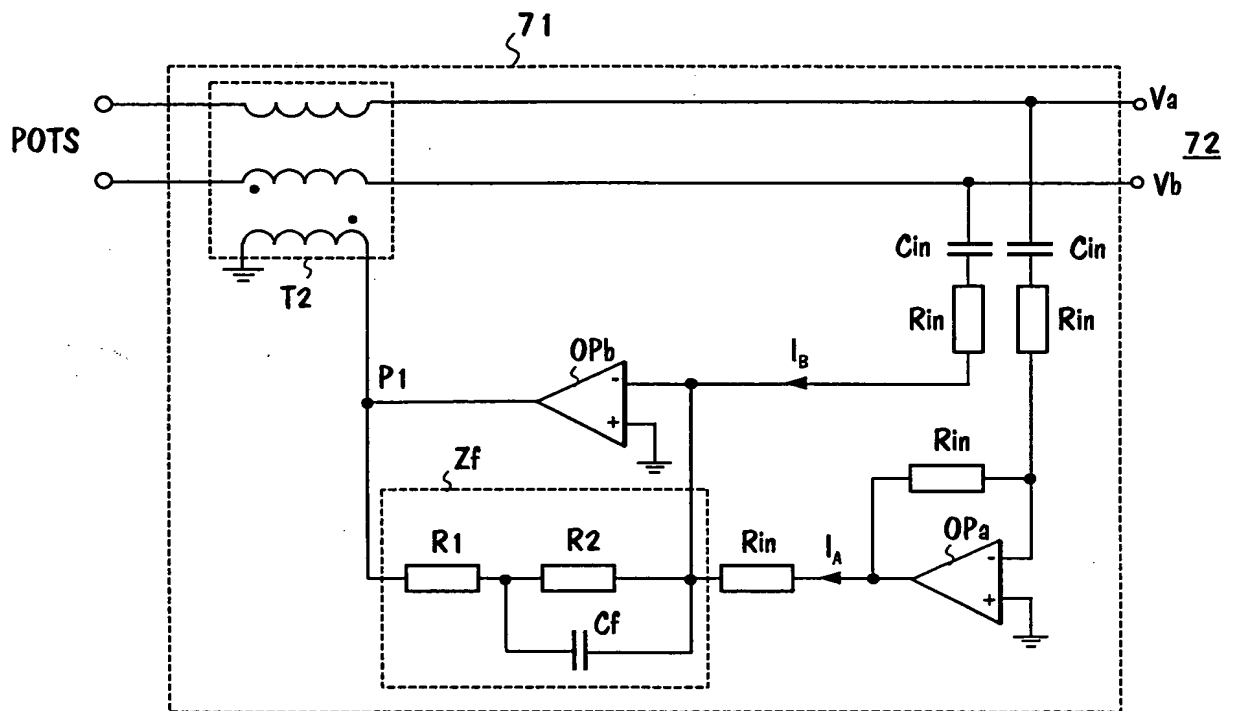 71
POTS
Va
72
Vb
Cin
Cin
T2
Rin
Rin
OPb
IB
P1
-
+
Zf
Rin
R1
R2
Rin
IA
OPa
-
+
Cf